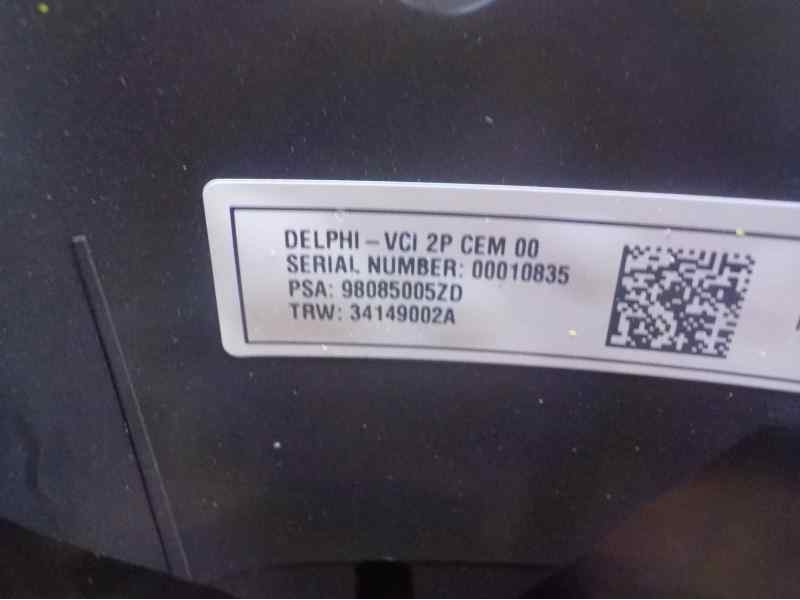 DELPHI – VCI 2P CEM 00
SERIAL NUMBER: 00010835
PSA: 98085005ZD
TRW: 34149002A